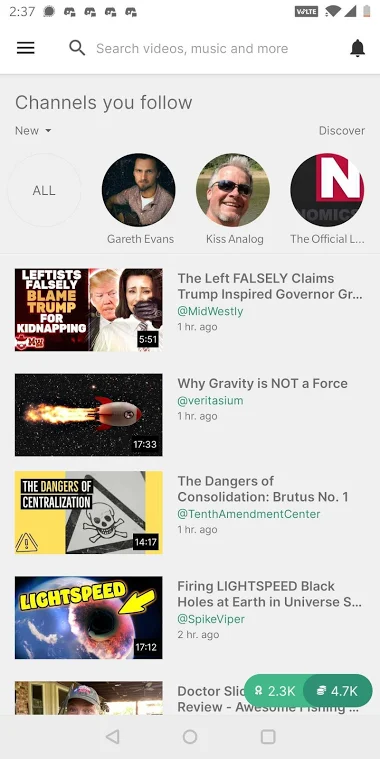 2:37
VoLTE
Search videos, music and more
Channels you follow
New
Discover
ALL
N
NOMICS
Gareth Evans
Kiss Analog
The Official L...
LEFTISTS
FALSELY
BLAME
TRUMP
FOR
KIDNAPPING
MW
5:51
The Left FALSELY Claims
Trump Inspired Governor Gr...
@MidWestly
1 hr. ago
17:33
Why Gravity is NOT a Force
@veritasium
1 hr. ago
THE DANGERS OF
CENTRALIZATION
14:17
The Dangers of
Consolidation: Brutus No. 1
@TenthAmendmentCenter
1 hr. ago
LIGHTSPEED
17:12
Firing LIGHTSPEED Black
Holes at Earth in Universe S...
@SpikeViper
2 hr. ago
Doctor Slic
Review - Awesome Fishing ...
2.3K
4.7K